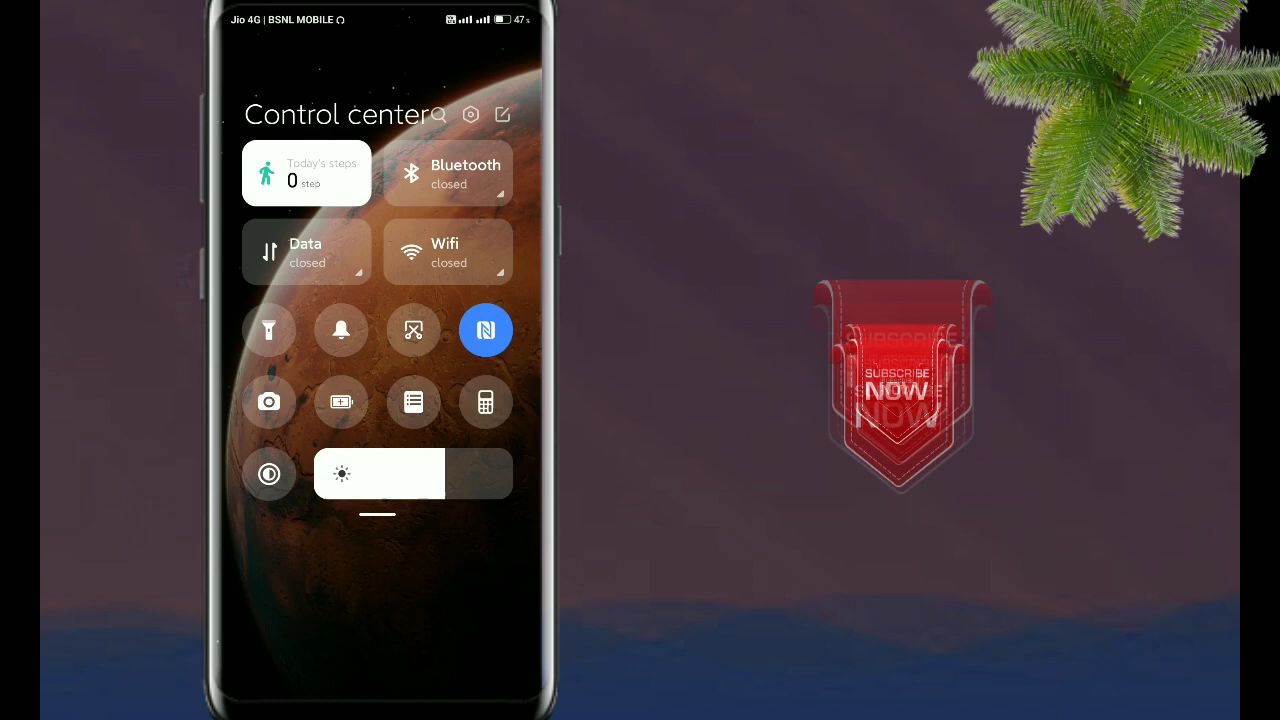 Jio 4G | BSNL MOBILE 47%
Control center
Today's steps
0 step
Bluetooth
closed
Data
closed
Wifi
closed
SUBSCRIBE
NOW